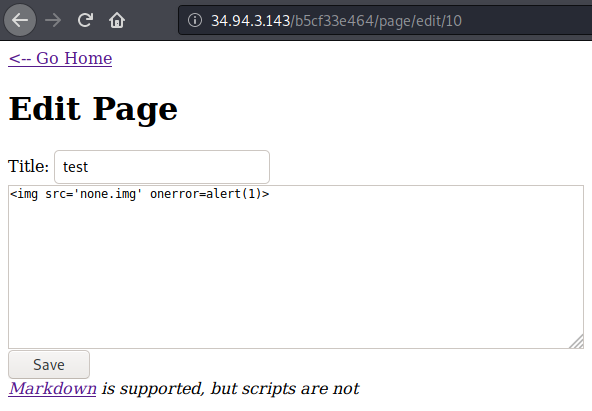 34.94.3.143/b5cf33e464/page/edit/10
<-- Go Home
Edit Page
Title: test
<img src='none.img' onerror=alert(1)>
Save
Markdown is supported, but scripts are not